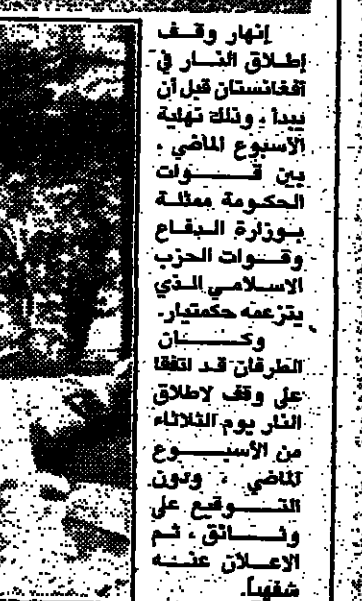 إنهار وقف
إطلاق النار في
أفغانستان قبل أن
يبدأ ، وذلك نهاية
الأسبوع الماضي ،
بين قوات
الحكومة ممثلة
بوزارة الدفاع
وقوات الحزب
الاسلامي الذي
يتزعمه حكمتيار.
وكان
الطرفان قد اتفقا
على وقف لاطلاق
النار يوم الثلاثاء
من الأسبوع
الماضي ، ودون
التوقيع على
وثائق ، تم
الاعلان عنه
شفهياً.